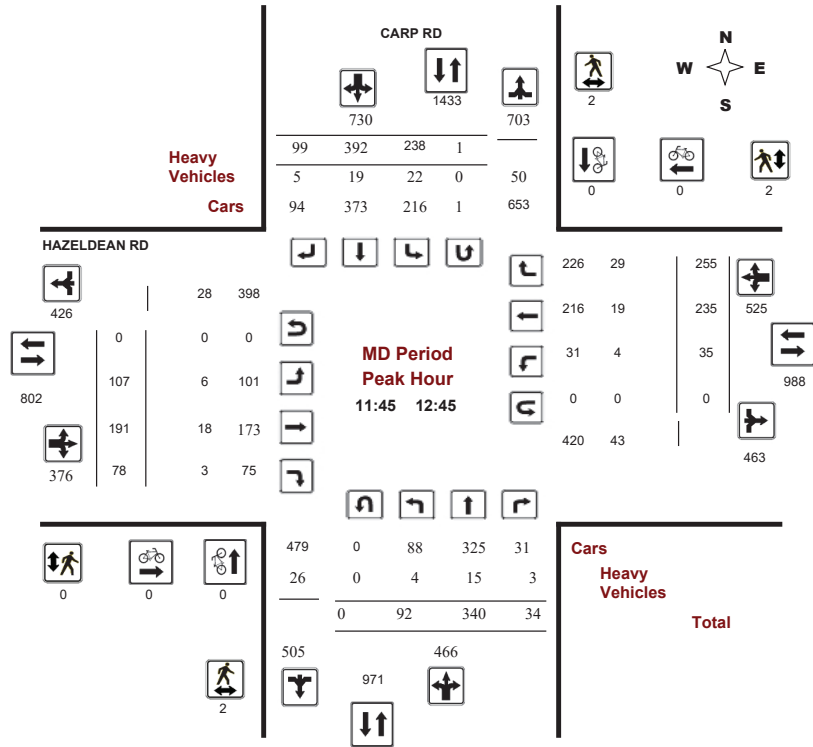 CARP RD
N
W E
S
1433
2
730 703
99 392 238 1
Heavy
Vehicles
5 19 22 0 50
Cars
94 373 216 1 653
0 0 2
HAZELDEAN RD
426
28 398
226 29 255
525
216 19 235
0 0 0
MD Period
Peak Hour
11:45 12:45
802
107 6 101
31 4 35
988
0 0 0
191 18 173
376
78 3 75
420 43
463
479 0 88 325 31
Cars
26 0 4 15 3
Heavy
Vehicles
0 92 340 34
Total
0 0 0
505 971 466
2